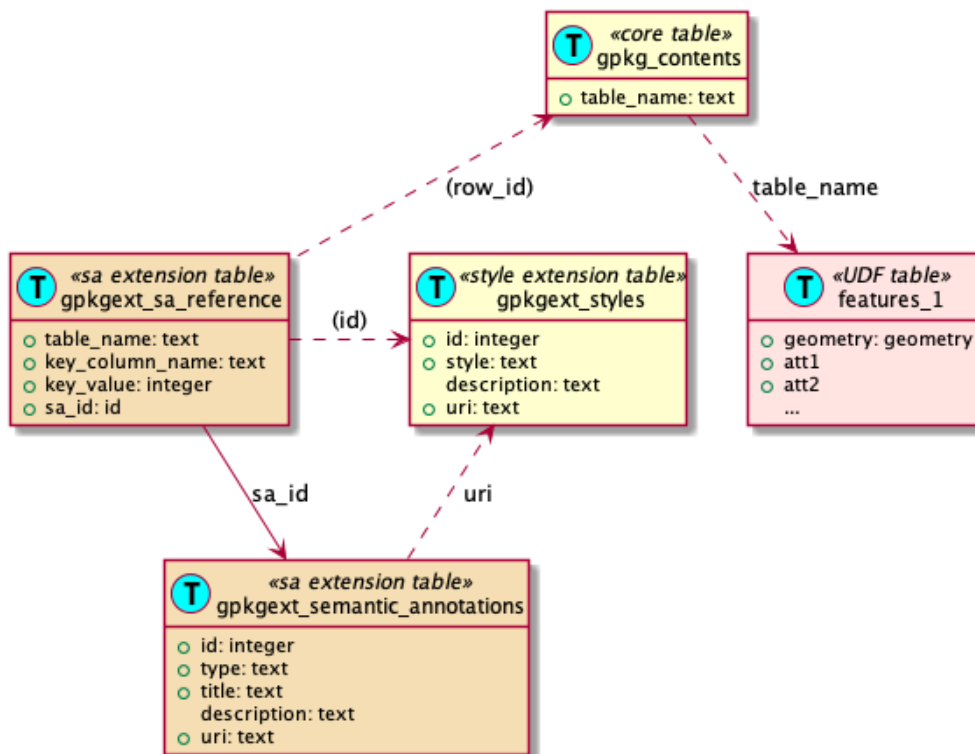 T
«core table»
gpkg_contents
table_name: text
(row_id)
table_name
T
«sa extension table»
gpkgext_sa_reference
table_name: text
key_column_name: text
key_value: integer
sa_id: id
(id)
T
«style extension table»
gpkgext_styles
id: integer
style: text
description: text
uri: text
T
«UDF table»
features_1
geometry: geometry
att1
att2
...
sa_id
uri
T
«sa extension table»
gpkgext_semantic_annotations
id: integer
type: text
title: text
description: text
uri: text